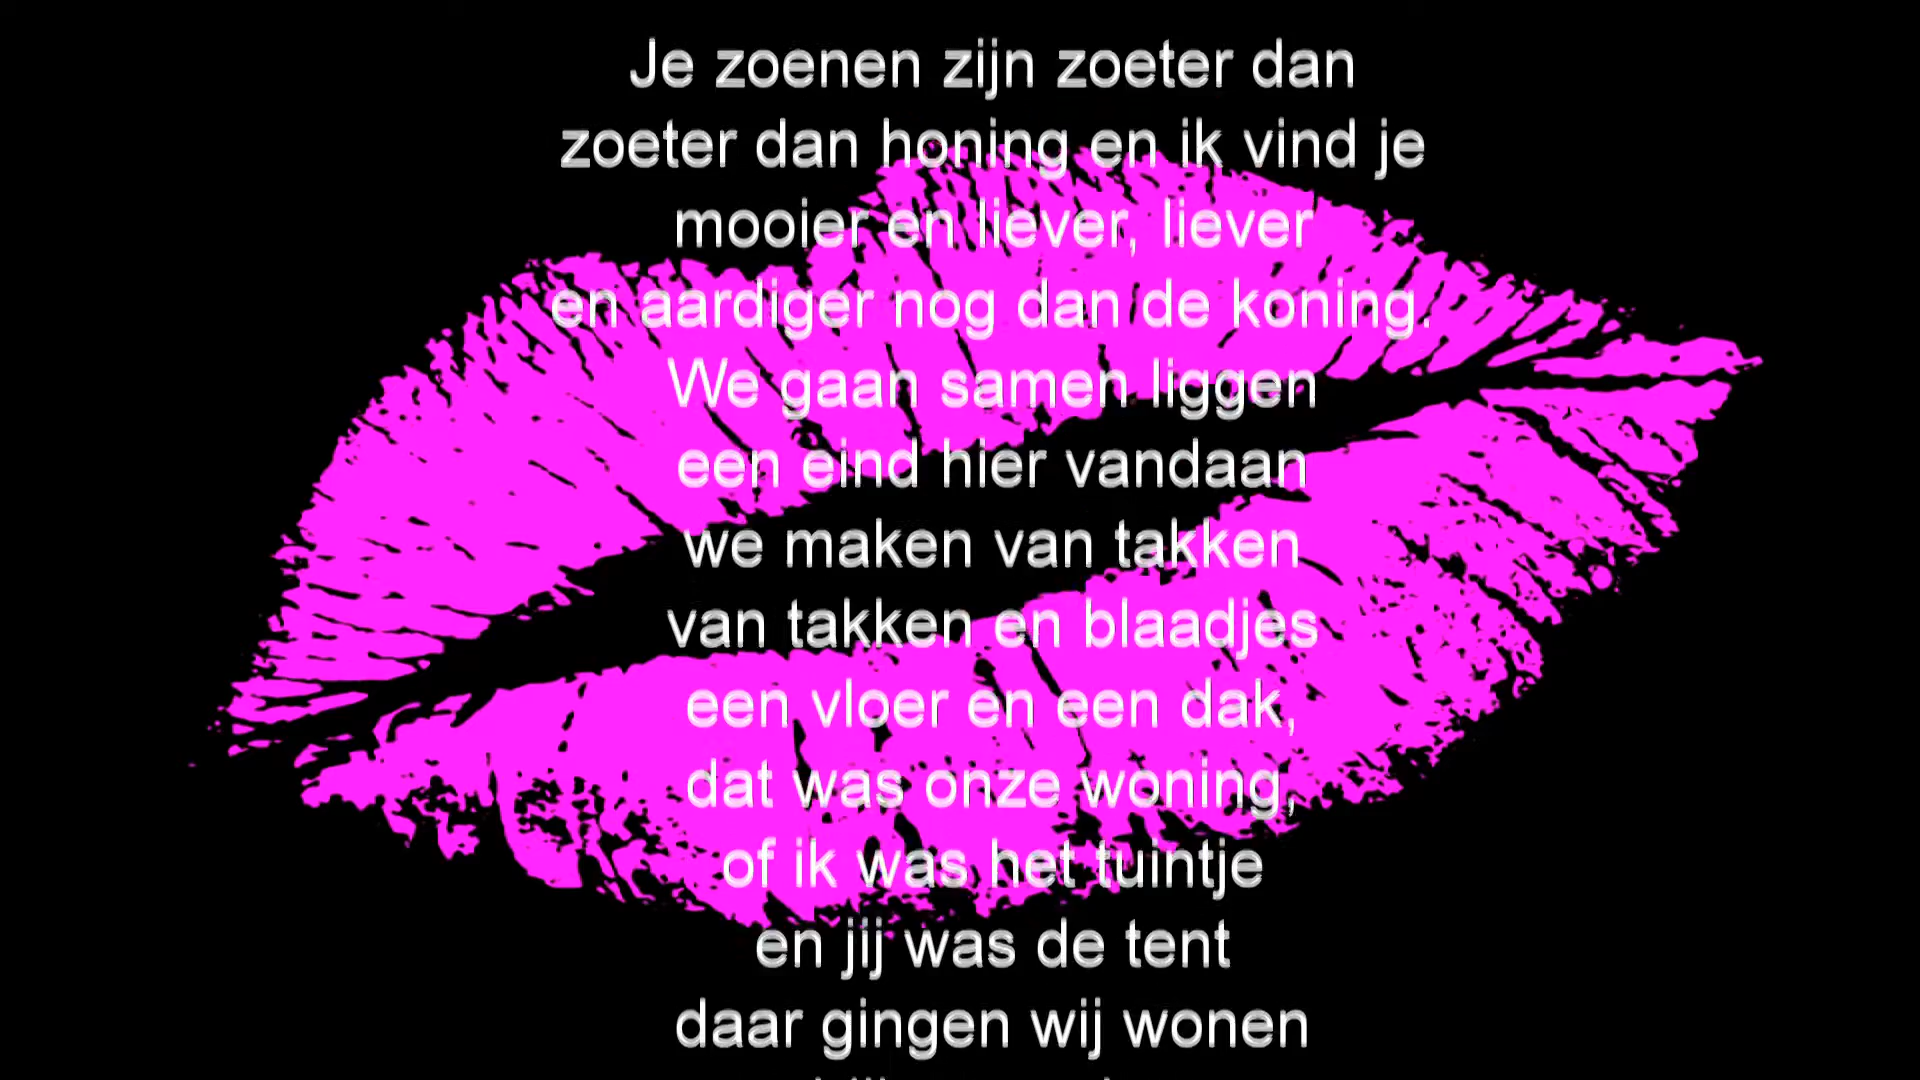 Je zoenen zijn zoeter dan
zoeter dan honing en ik vind je
mooier en liever, liever
en aardiger nog dan de koning.
We gaan samen liggen
een eind hier vandaan
we maken van takken
van takken en blaadjes
een vloer en een dak,
dat was onze woning,
of ik was het tuintje
en jij was de tent
daar gingen wij wonen